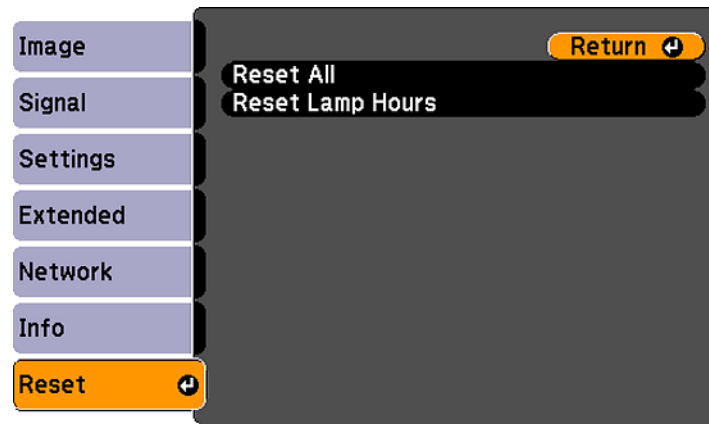 Image
Signal
Settings
Extended
Network
Info
Reset
Return
Reset All
Reset Lamp Hours